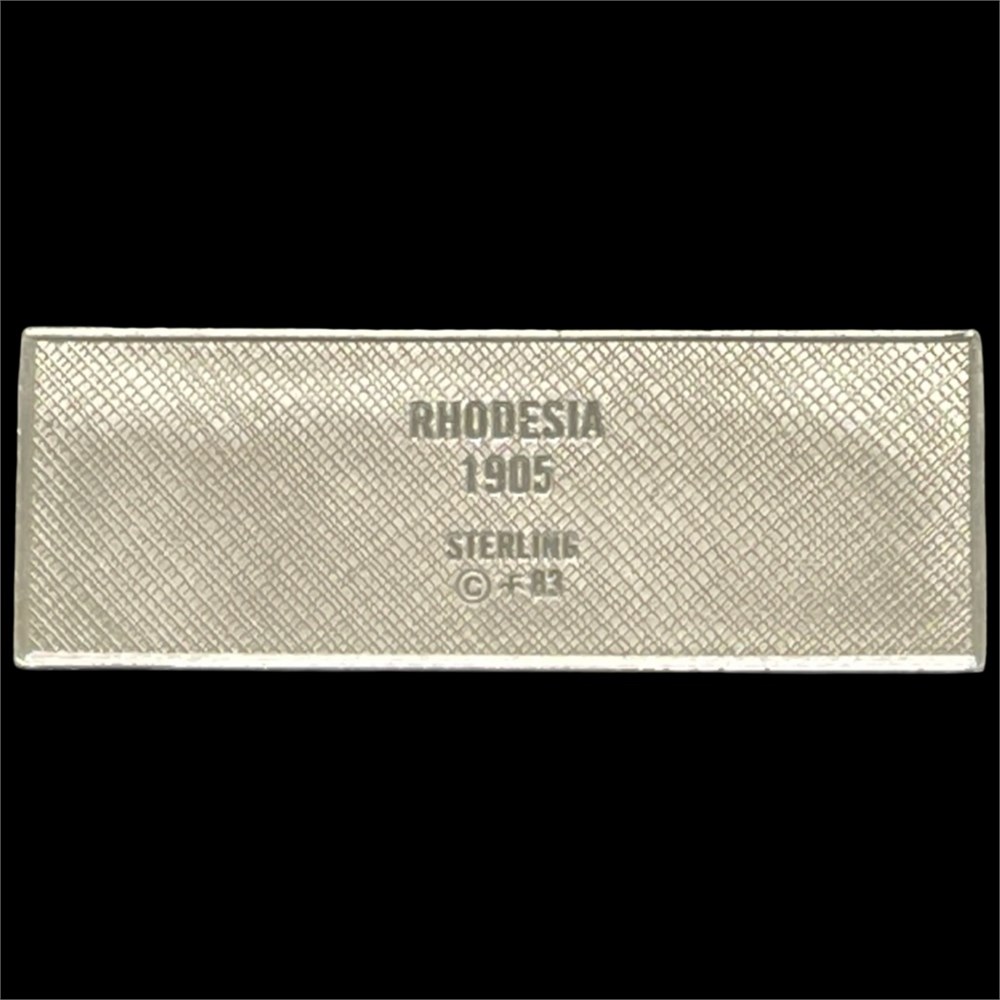 RHODESIA
1905
STERLING
© F 83